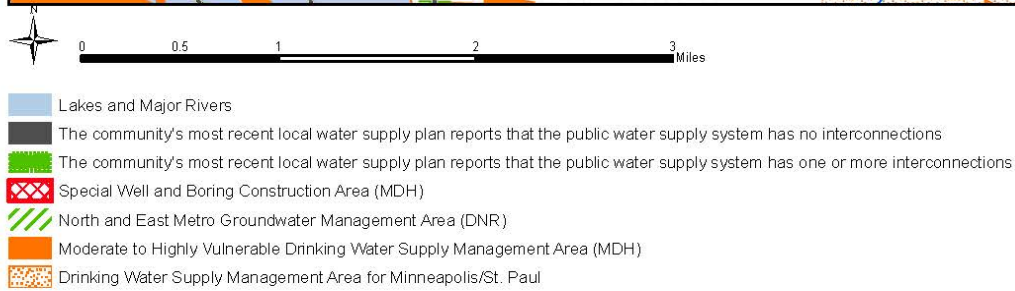 N
0 0.5 1 2 3
Miles
Lakes and Major Rivers
The community's most recent local water supply plan reports that the public water supply system has no interconnections
The community's most recent local water supply plan reports that the public water supply system has one or more interconnections
Special Well and Boring Construction Area (MDH)
North and East Metro Groundwater Management Area (DNR)
Moderate to Highly Vulnerable Drinking Water Supply Management Area (MDH)
Drinking Water Supply Management Area for Minneapolis/St. Paul